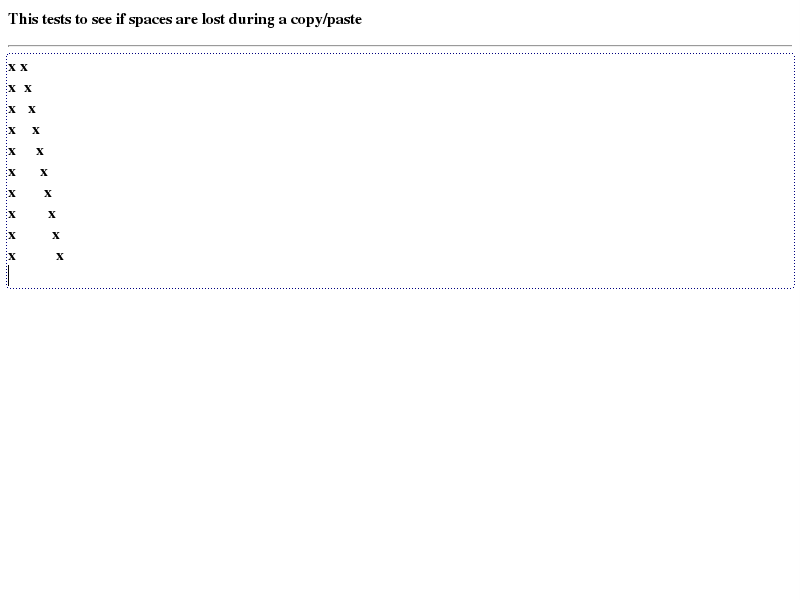 This tests to see if spaces are lost during a copy/paste
x x
x  x
x   x
x    x
x     x
x      x
x       x
x        x
x         x
x          x